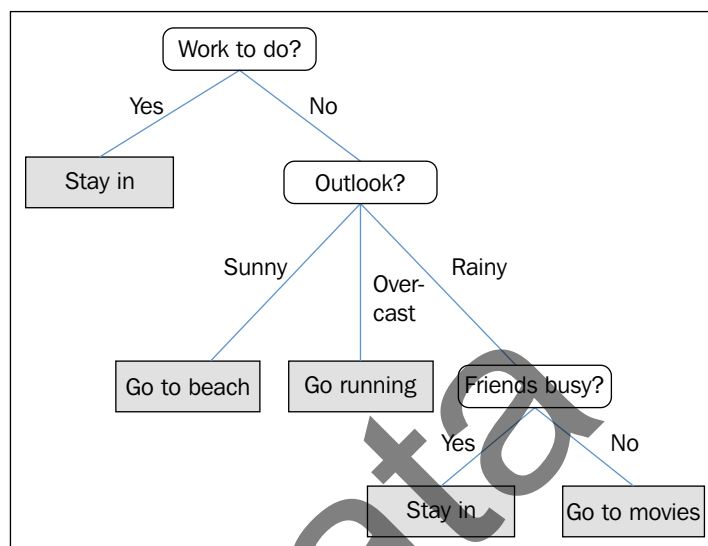 Work to do?
Yes
No
Stay in
Outlook?
Sunny
Over-
cast
Rainy
Go to beach
Go running
Friends busy?
Yes
No
Stay in
Go to movies